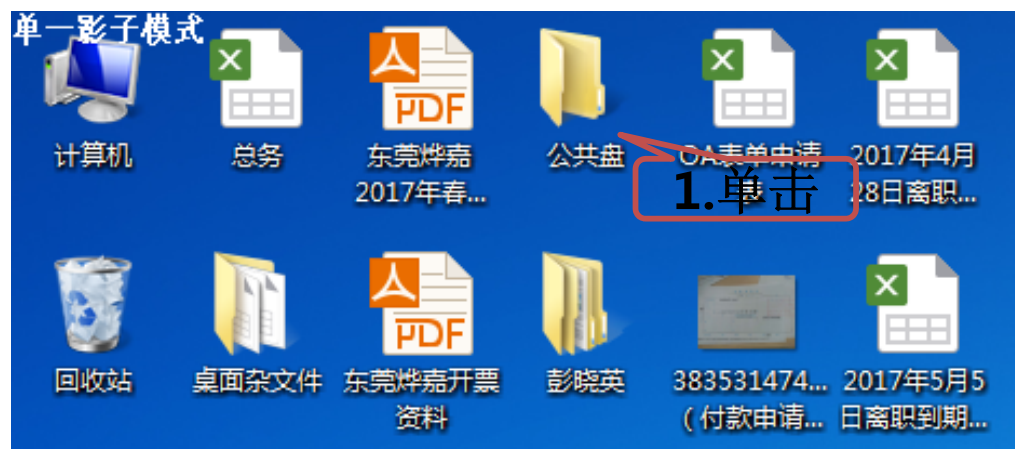 单一影子模式
计算机
总务
东莞烨嘉
2017年春...
公共盘
OA表单申请
表
2017年4月
28日离职...
1.单击
回收站
桌面杂文件
东莞烨嘉开票
资料
彭晓英
383531474...
（付款申请...
2017年5月5
日离职到期...
PDF
PDF